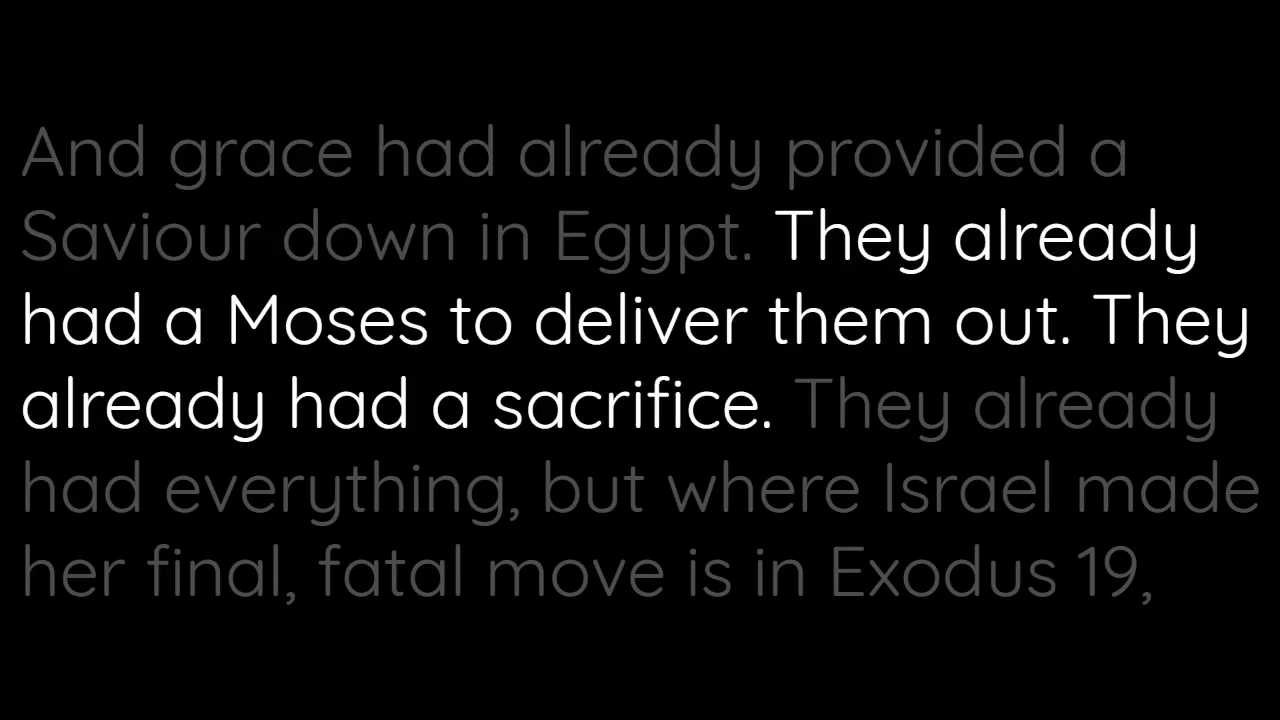 And grace had already provided a
Saviour down in Egypt. They already
had a Moses to deliver them out. They
already had a sacrifice. They already
had everything, but where Israel made
her final, fatal move is in Exodus 19,